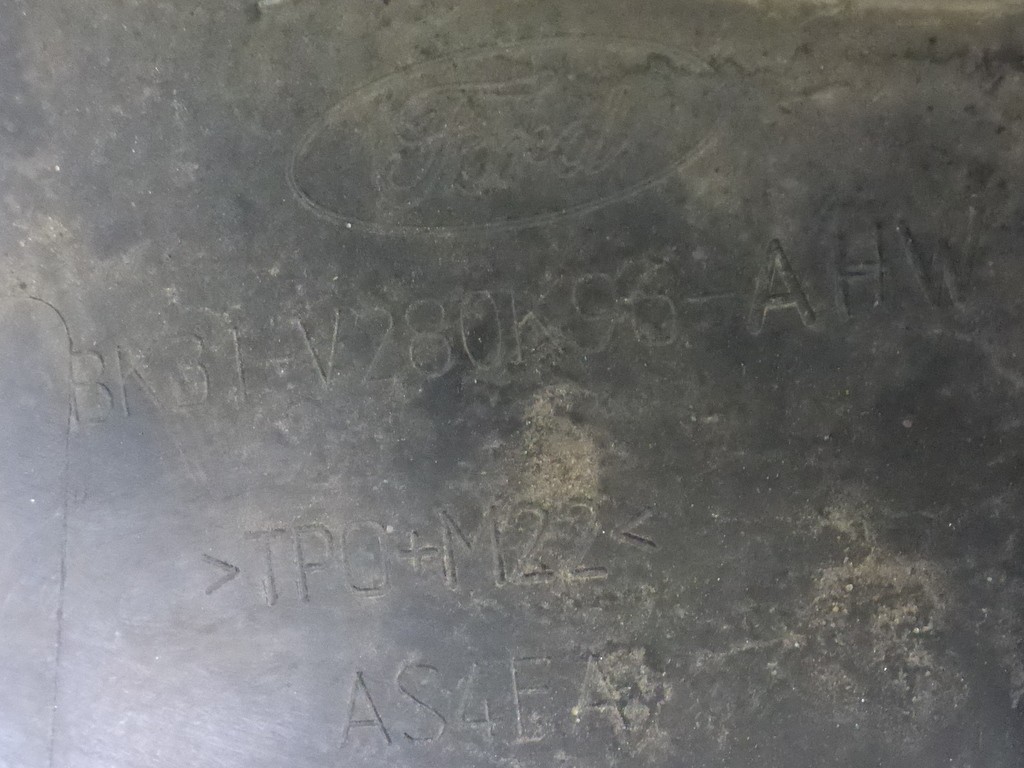 Ford
BK31-V280K96-AHW
>TPO+M22<
AS4EA